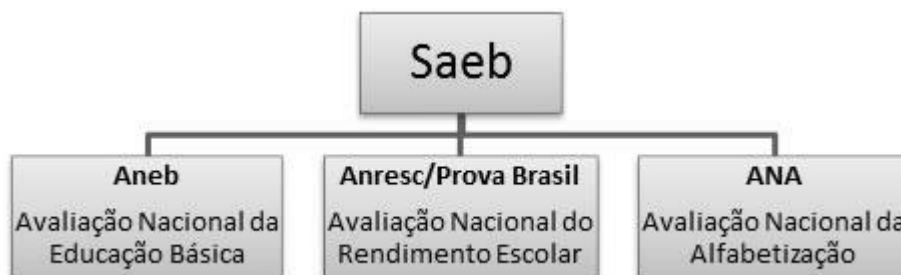 Saeb
Aneb
Avaliação Nacional da
Educação Básica
Anresc/Prova Brasil
Avaliação Nacional do
Rendimento Escolar
ANA
Avaliação Nacional da
Alfabetização